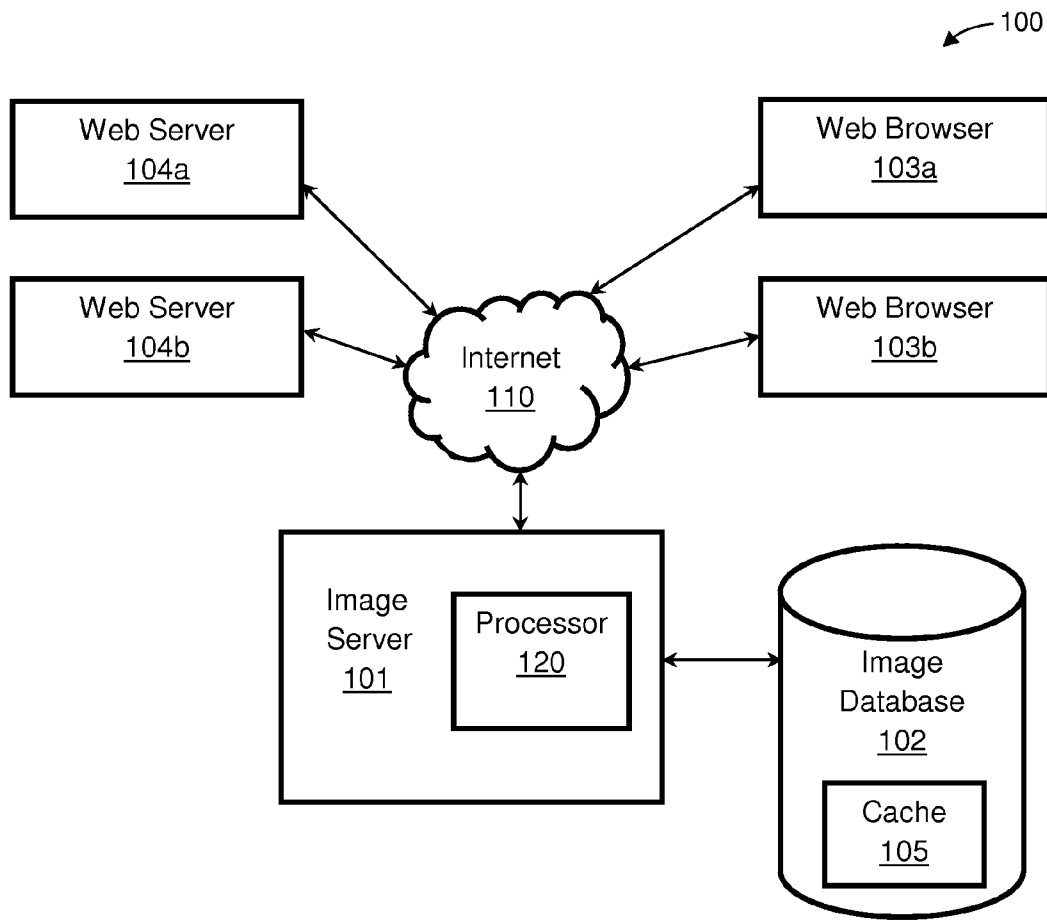 100
Web Server
104a
Web Browser
103a
Web Server
104b
Web Browser
103b
Internet
110
Image
Server
101
Processor
120
Image
Database
102
Cache
105